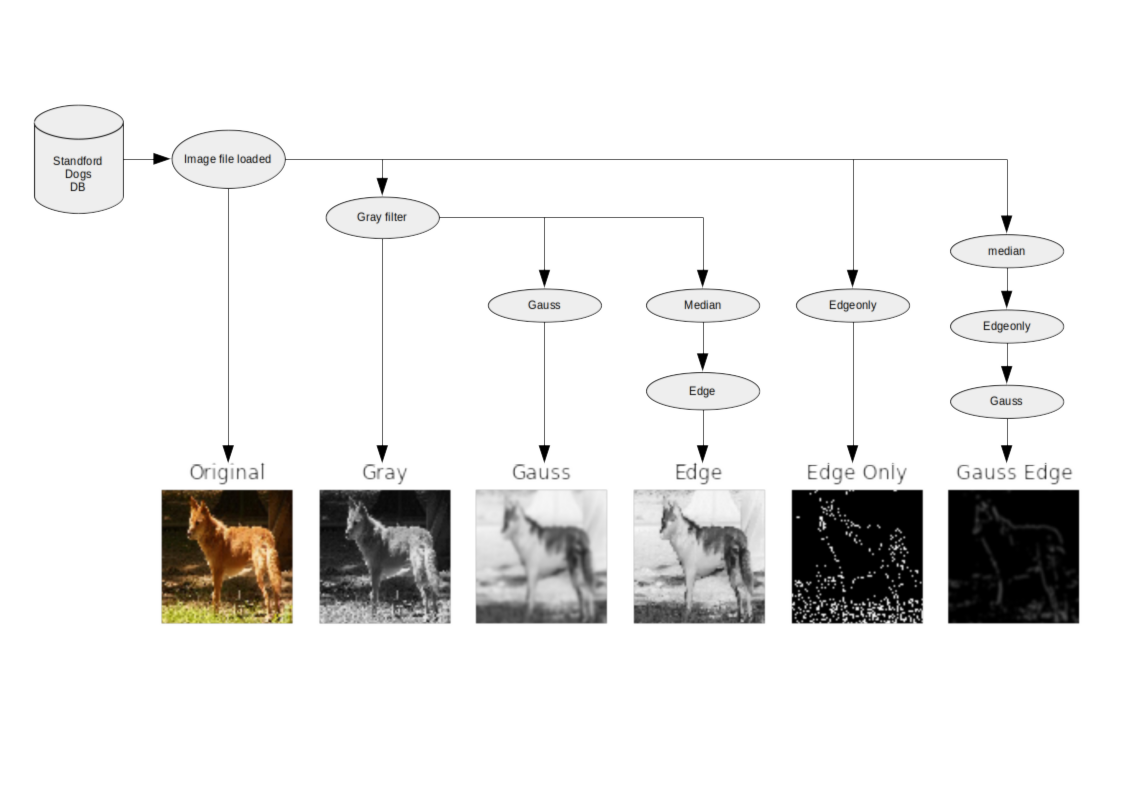 Standford
Dogs
DB
Image file loaded
Gray filter
Gauss
Median
Edge
Edgeonly
median
Edgeonly
Gauss
Original
Gray
Gauss
Edge
Edge Only
Gauss Edge